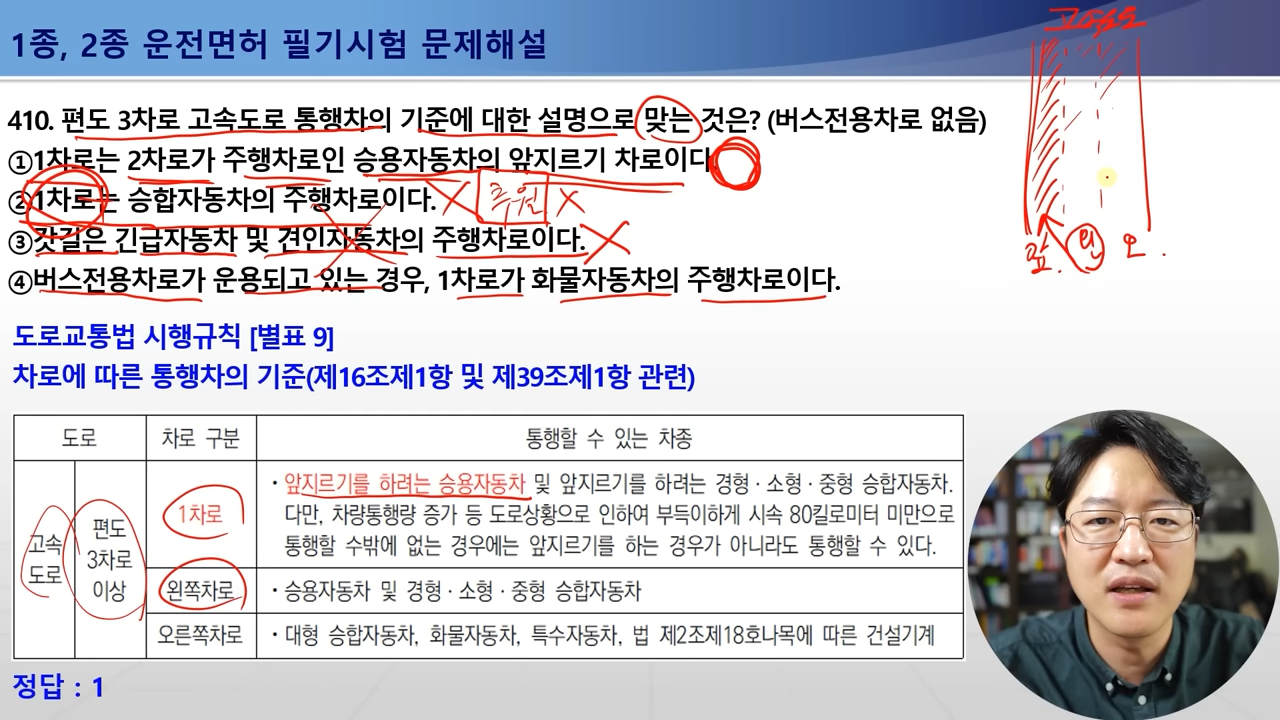 1종, 2종 운전면허 필기시험 문제해설
고속도
410. 편도 3차로 고속도로 통행차의 기준에 대한 설명으로 맞는 것은? (버스전용차로 없음)
①1차로는 2차로가 주행차로인 승용자동차의 앞지르기 차로이다.
②1차로는 승합자동차의 주행차로이다.
추월
③갓길은 긴급자동차 및 견인자동차의 주행차로이다.
④버스전용차로가 운용되고 있는 경우, 1차로가 화물자동차의 주행차로이다.
앞. 왼 오.
도로교통법 시행규칙 [별표 9]
차로에 따른 통행차의 기준(제16조제1항 및 제39조제1항 관련)
도로 차로 구분 통행할 수 있는 차종
고속도로 편도 3차로 이상
1차로
· 앞지르기를 하려는 승용자동차 및 앞지르기를 하려는 경형·소형·중형 승합자동차.
다만, 차량통행량 증가 등 도로상황으로 인하여 부득이하게 시속 80킬로미터 미만으로
통행할 수밖에 없는 경우에는 앞지르기를 하는 경우가 아니라도 통행할 수 있다.
왼쪽차로 · 승용자동차 및 경형·소형·중형 승합자동차
오른쪽차로 · 대형 승합자동차, 화물자동차, 특수자동차, 법 제2조제18호나목에 따른 건설기계
정답 : 1